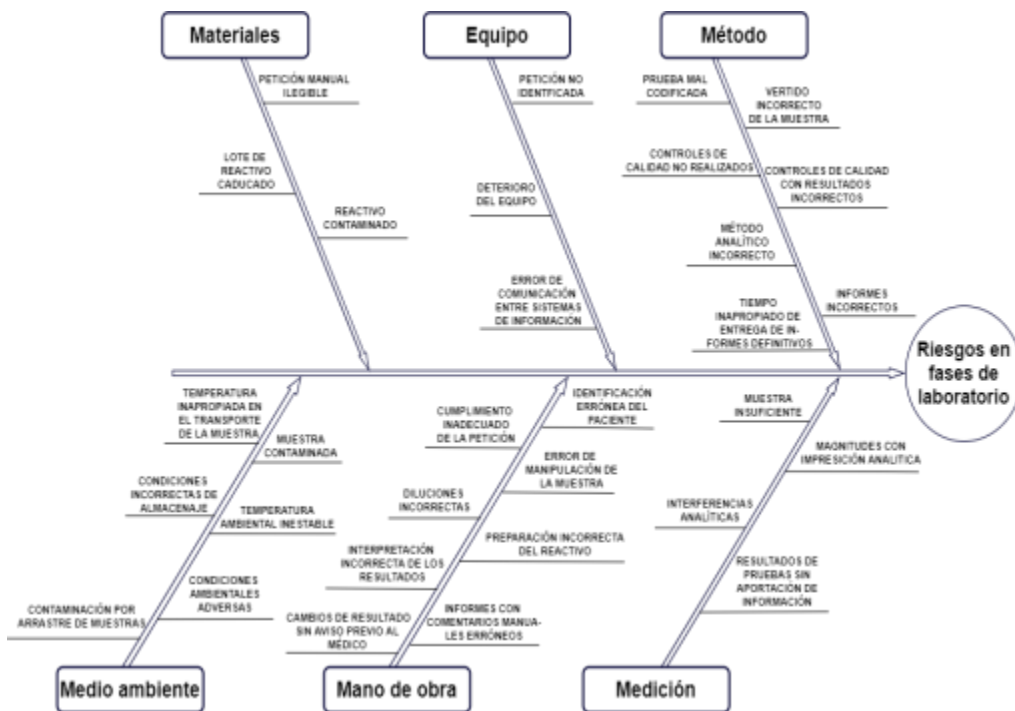 Materiales
Equipo
Método
PETICIÓN MANUAL
ILEGIBLE
LOTE DE
REACTIVO
CADUCADO
REACTIVO
CONTAMINADO
PETICIÓN NO
IDENTFICADA
DETERIORO
DEL EQUIPO
ERROR DE
COMUNICACIÓN
ENTRE SISTEMAS
DE INFORMACIÓN
PRUEBA MAL
CODIFICADA
VERTIDO
INCORRECTO
DE LA MUESTRA
CONTROLES DE
CALIDAD NO REALIZADOS
CONTROLES DE CALIDAD
CON RESULTADOS
INCORRECTOS
MÉTODO
ANALÍTICO
INCORRECTO
INFORMES
INCORRECTOS
TIEMPO
INAPROPIADO DE
ENTREGA DE IN-
FORMES DEFINITIVOS
Riesgos en
fases de
laboratorio
TEMPERATURA
INAPROPIADA EN
EL TRANSPORTE
DE LA MUESTRA
MUESTRA
CONTAMINADA
CONDICIONES
INCORRECTAS DE
ALMACENAJE
TEMPERATURA
AMBIENTAL INESTABLE
CONDICIONES
AMBIENTALES
ADVERSAS
CONTAMINACIÓN POR
ARRASTRE DE MUESTRAS
IDENTIFICACIÓN
ERRÓNEA DEL
PACIENTE
CUMPLIMIENTO
INADECUADO
DE LA PETICIÓN
ERROR DE
MANIPULACIÓN DE
LA MUESTRA
DILUCIONES
INCORRECTAS
PREPARACIÓN INCORRECTA
DEL REACTIVO
INTERPRETACIÓN
INCORRECTA DE LOS
RESULTADOS
INFORMES CON
COMENTARIOS MANUA-
LES ERRÓNEOS
CAMBIOS DE RESULTADO
SIN AVISO PREVIO AL
MÉDICO
MUESTRA
INSUFICIENTE
MAGNITUDES CON
IMPRESICIÓN ANALITICA
INTERFERENCIAS
ANALÍTICAS
RESULTADOS DE
PRUEBAS SIN
APORTACIÓN DE
INFORMACIÓN
Medio ambiente
Mano de obra
Medición